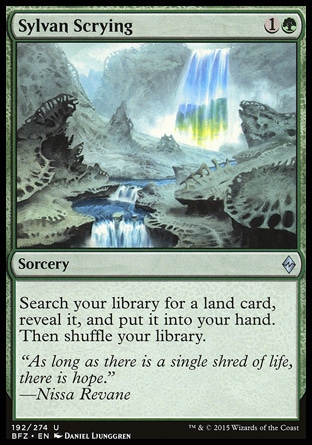 Sylvan Scrying 1
Sorcery
Search your library for a land card,
reveal it, and put it into your hand.
Then shuffle your library.
“As long as there is a single shred of life,
there is hope.”
—Nissa Revane
192/274 U
BFZ • EN Daniel Ljunggren ™ & © 2015 Wizards of the Coast